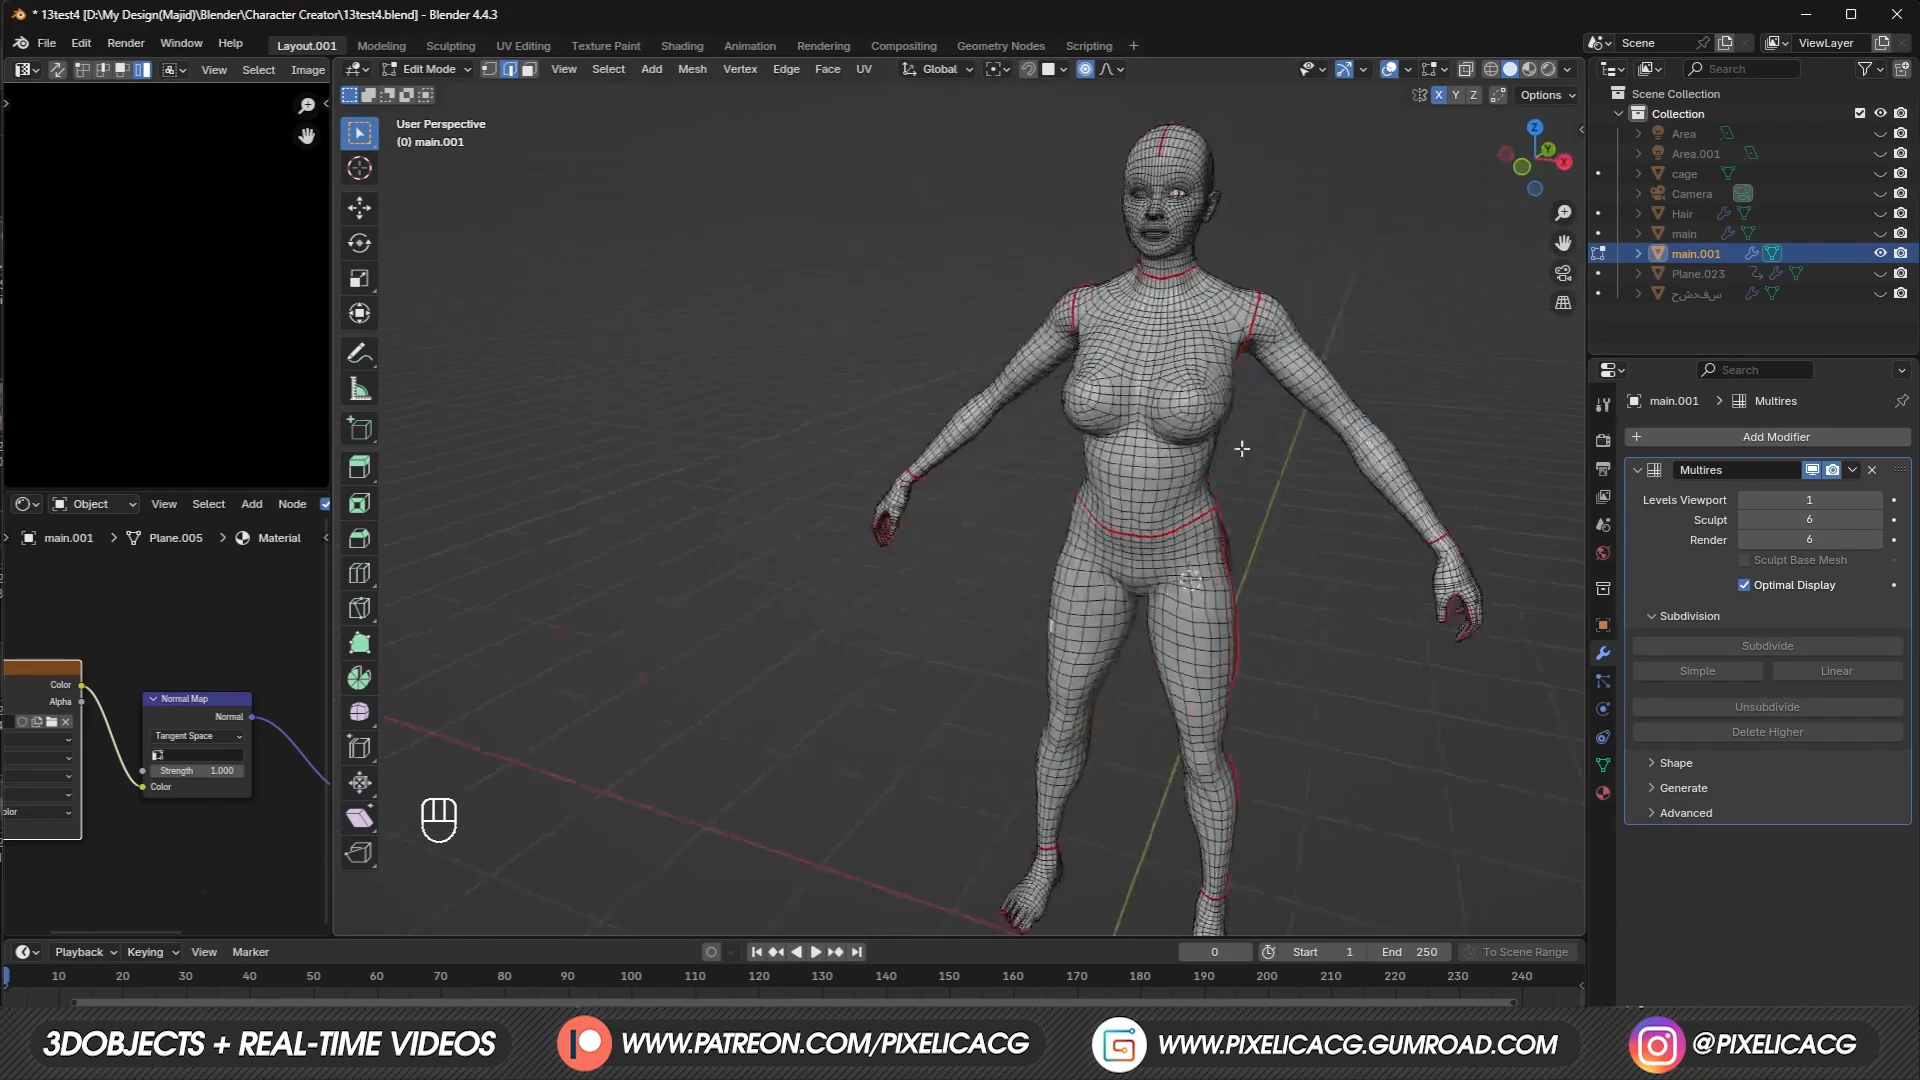 * 13test4 [D:\My Design(Majid)\Blender\Character Creator\13test4.blend] - Blender 4.4.3
File Edit Render Window Help Layout.001 Modeling Sculpting UV Editing Texture Paint Shading Animation Rendering Compositing Geometry Nodes Scripting + Scene ViewLayer
View Select Image
Edit Mode View Select Add Mesh Vertex Edge Face UV Global
X Y Z Options
User Perspective
(0) main.001
Z
Y
X
Search
Scene Collection
Collection
Area
Area.001
cage
Camera
Hair
main
main.001
Plane.023
سفدشح
Search
main.001 > Multires
+ Add Modifier
Multires
Levels Viewport 1
Sculpt 6
Render 6
Sculpt Base Mesh
Optimal Display
Subdivision
Subdivide
Simple Linear
Unsubdivide
Delete Higher
Shape
Generate
Advanced
Object View Select Add Node
main.001 > Plane.005 > Material
Color
Alpha
Normal Map
Normal
Tangent Space
Strength 1.000
Color
Playback Keying View Marker 0 Start 1 End 250 To Scene Range
10 20 30 40 50 60 70 80 90 100 110 120 130 140 150 160 170 180 190 200 210 220 230 240
3DOBJECTS + REAL-TIME VIDEOS WWW.PATREON.COM/PIXELICACG WWW.PIXELICACG.GUMROAD.COM @PIXELICACG